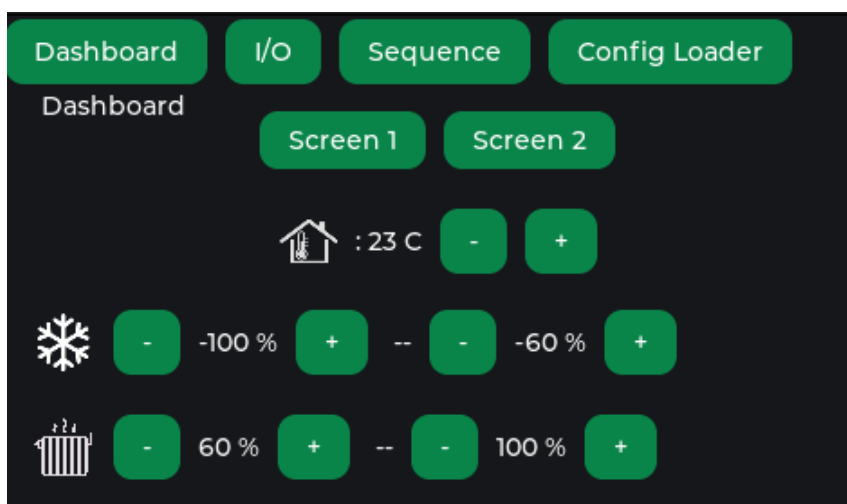 Dashboard I/O Sequence Config Loader
Dashboard
Screen 1 Screen 2
: 23 C - +
- -100 % + -- - -60 % +
- 60 % + -- - 100 % +